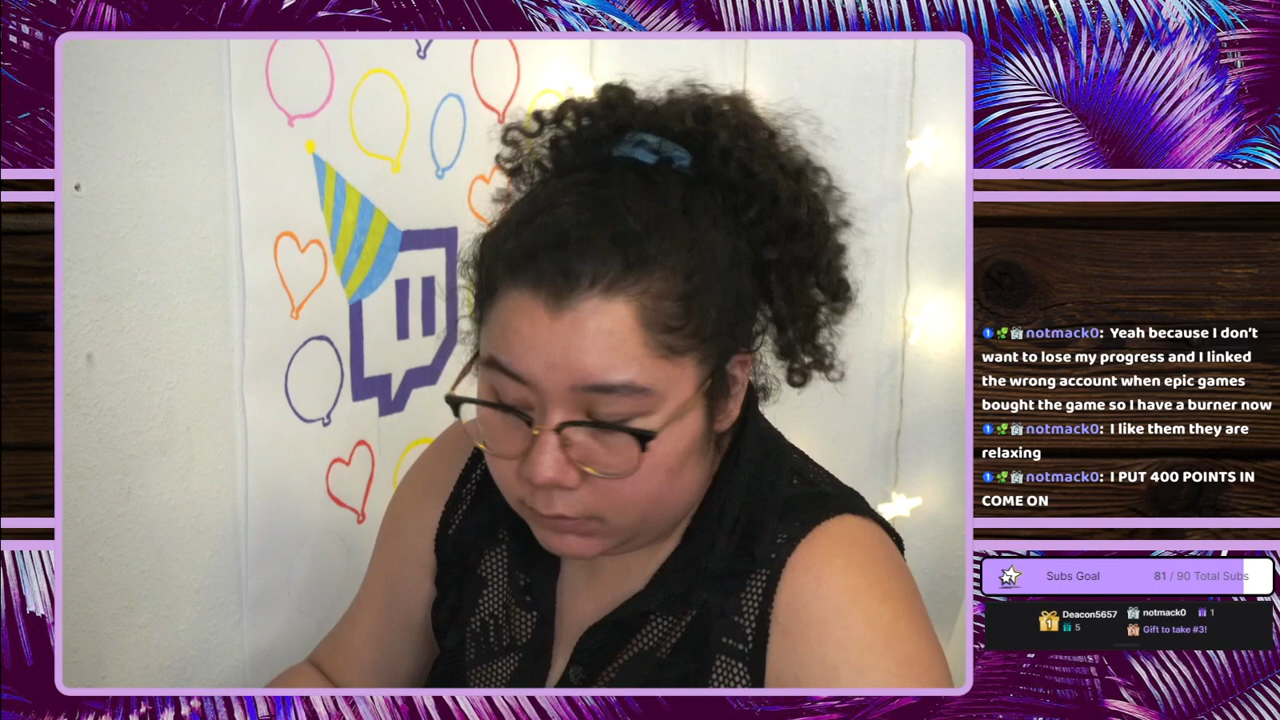 notmack0: Yeah because I don't
want to lose my progress and I linked
the wrong account when epic games
bought the game so I have a burner now
notmack0: I like them they are
relaxing
notmack0: I PUT 400 POINTS IN
COME ON
Subs Goal 81 / 90 Total Subs
Deacon5657 notmack0 1
5 Gift to take #3!